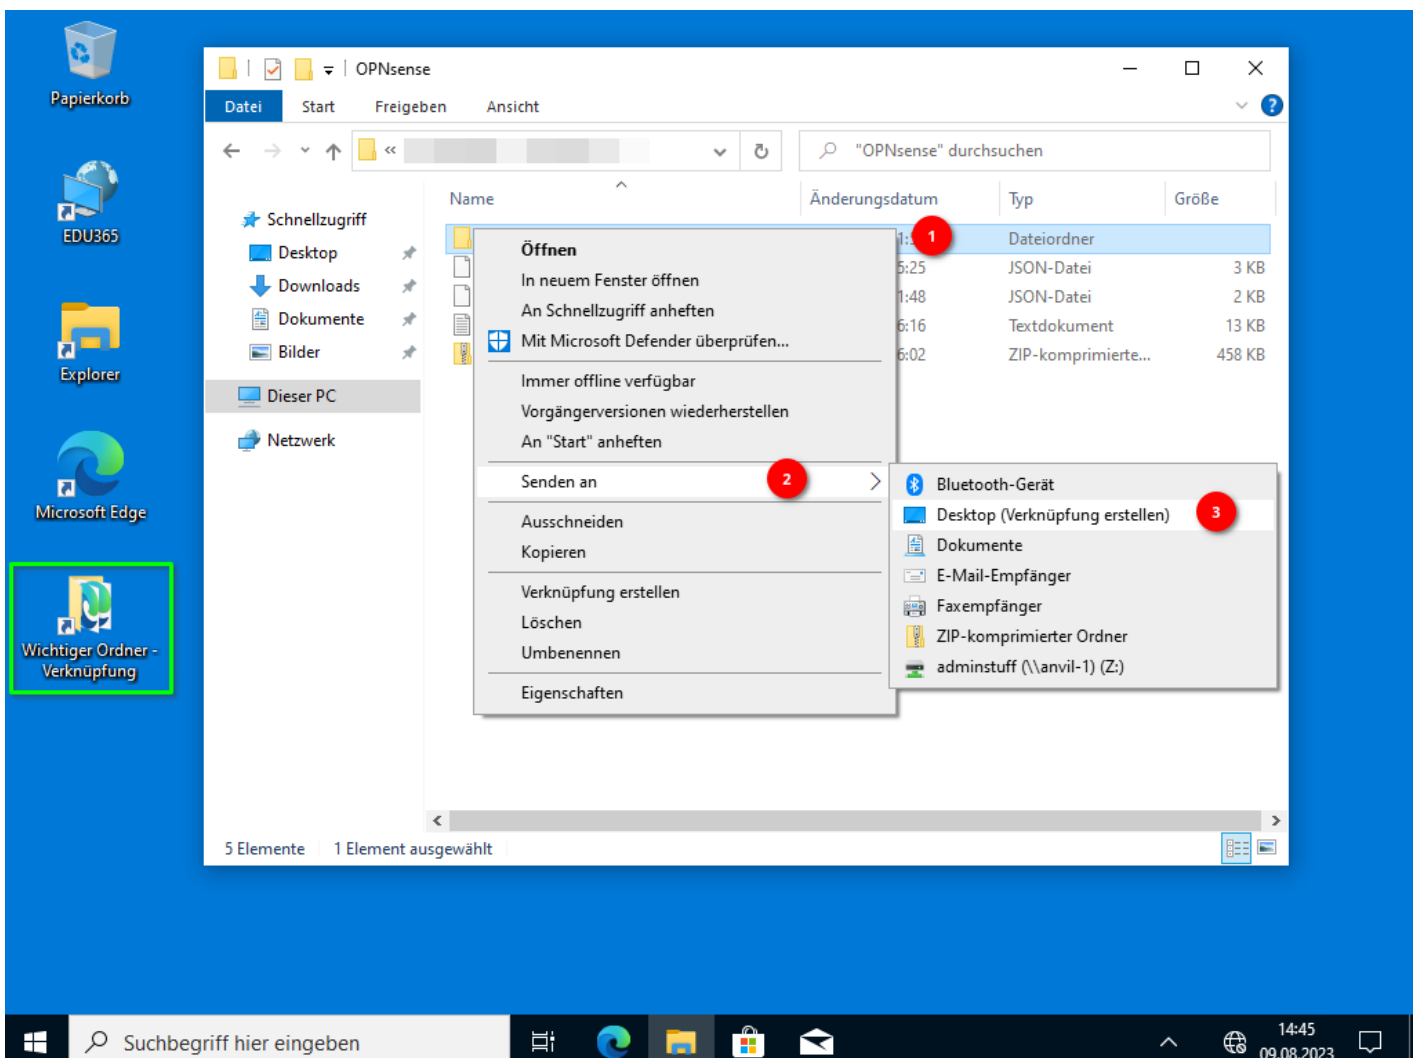 Papierkorb
EDU365
Explorer
Microsoft Edge
Wichtiger Ordner -
Verknüpfung
OPNsense
Datei Start Freigeben Ansicht
?
«
"OPNsense" durchsuchen
Schnellzugriff
Desktop
Downloads
Dokumente
Bilder
Dieser PC
Netzwerk
Name Änderungsdatum Typ Größe
1 Dateiordner
5:25 JSON-Datei 3 KB
1:48 JSON-Datei 2 KB
6:16 Textdokument 13 KB
6:02 ZIP-komprimierte... 458 KB
Öffnen
In neuem Fenster öffnen
An Schnellzugriff anheften
Mit Microsoft Defender überprüfen...
Immer offline verfügbar
Vorgängerversionen wiederherstellen
An "Start" anheften
Senden an 2
Ausschneiden
Kopieren
Verknüpfung erstellen
Löschen
Umbenennen
Eigenschaften
Bluetooth-Gerät
Desktop (Verknüpfung erstellen) 3
Dokumente
E-Mail-Empfänger
Faxempfänger
ZIP-komprimierter Ordner
adminstuff (\\anvil-1) (Z:)
5 Elemente 1 Element ausgewählt
Suchbegriff hier eingeben
14:45
09.08.2023